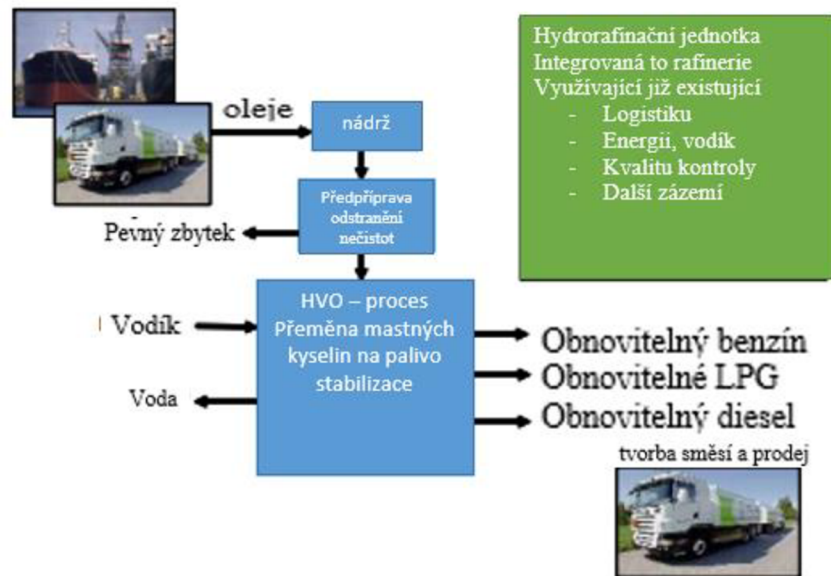 oleje
nádrž
Předpříprava
odstranění
nečistot
Pevný zbytek
HVO – proces
Přeměna mastných
kyselin na palivo
stabilizace
Vodík
Voda
Obnovitelný benzín
Obnovitelné LPG
Obnovitelný diesel
tvorba směsí a prodej
Hydrorafinační jednotka
Integrovaná to rafinerie
Využívající již existující
- Logistiku
- Energii, vodík
- Kvalitu kontroly
- Další zázemí